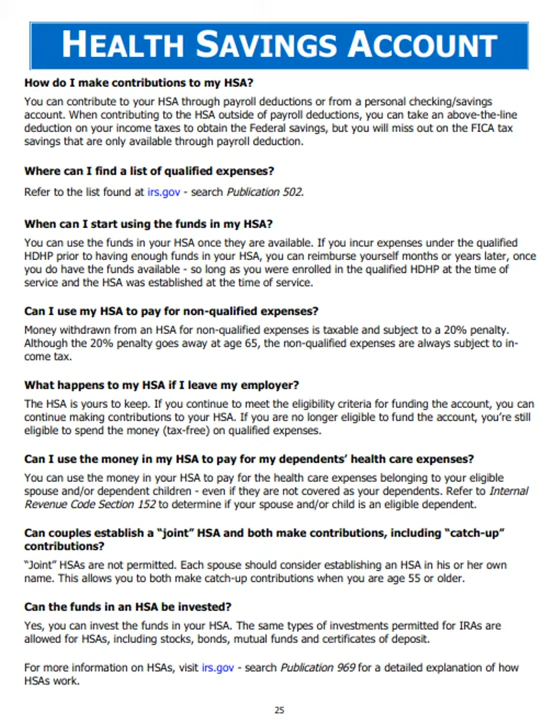 HEALTH SAVINGS ACCOUNT
How do I make contributions to my HSA?
You can contribute to your HSA through payroll deductions or from a personal checking/savings
account. When contributing to the HSA outside of payroll deductions, you can take an above-the-line
deduction on your income taxes to obtain the Federal savings, but you will miss out on the FICA tax
savings that are only available through payroll deduction.
Where can I find a list of qualified expenses?
Refer to the list found at irs.gov - search Publication 502.
When can I start using the funds in my HSA?
You can use the funds in your HSA once they are available. If you incur expenses under the qualified
HDHP prior to having enough funds in your HSA, you can reimburse yourself months or years later, once
you do have the funds available - so long as you were enrolled in the qualified HDHP at the time of
service and the HSA was established at the time of service.
Can I use my HSA to pay for non-qualified expenses?
Money withdrawn from an HSA for non-qualified expenses is taxable and subject to a 20% penalty.
Although the 20% penalty goes away at age 65, the non-qualified expenses are always subject to in-
come tax.
What happens to my HSA if I leave my employer?
The HSA is yours to keep. If you continue to meet the eligibility criteria for funding the account, you can
continue making contributions to your HSA. If you are no longer eligible to fund the account, you're still
eligible to spend the money (tax-free) on qualified expenses.
Can I use the money in my HSA to pay for my dependents' health care expenses?
You can use the money in your HSA to pay for the health care expenses belonging to your eligible
spouse and/or dependent children - even if they are not covered as your dependents. Refer to Internal
Revenue Code Section 152 to determine if your spouse and/or child is an eligible dependent.
Can couples establish a "joint" HSA and both make contributions, including "catch-up"
contributions?
"Joint" HSAs are not permitted. Each spouse should consider establishing an HSA in his or her own
name. This allows you to both make catch-up contributions when you are age 55 or older.
Can the funds in an HSA be invested?
Yes, you can invest the funds in your HSA. The same types of investments permitted for IRAs are
allowed for HSAs, including stocks, bonds, mutual funds and certificates of deposit.
For more information on HSAs, visit irs.gov - search Publication 969 for a detailed explanation of how
HSAs work.
25